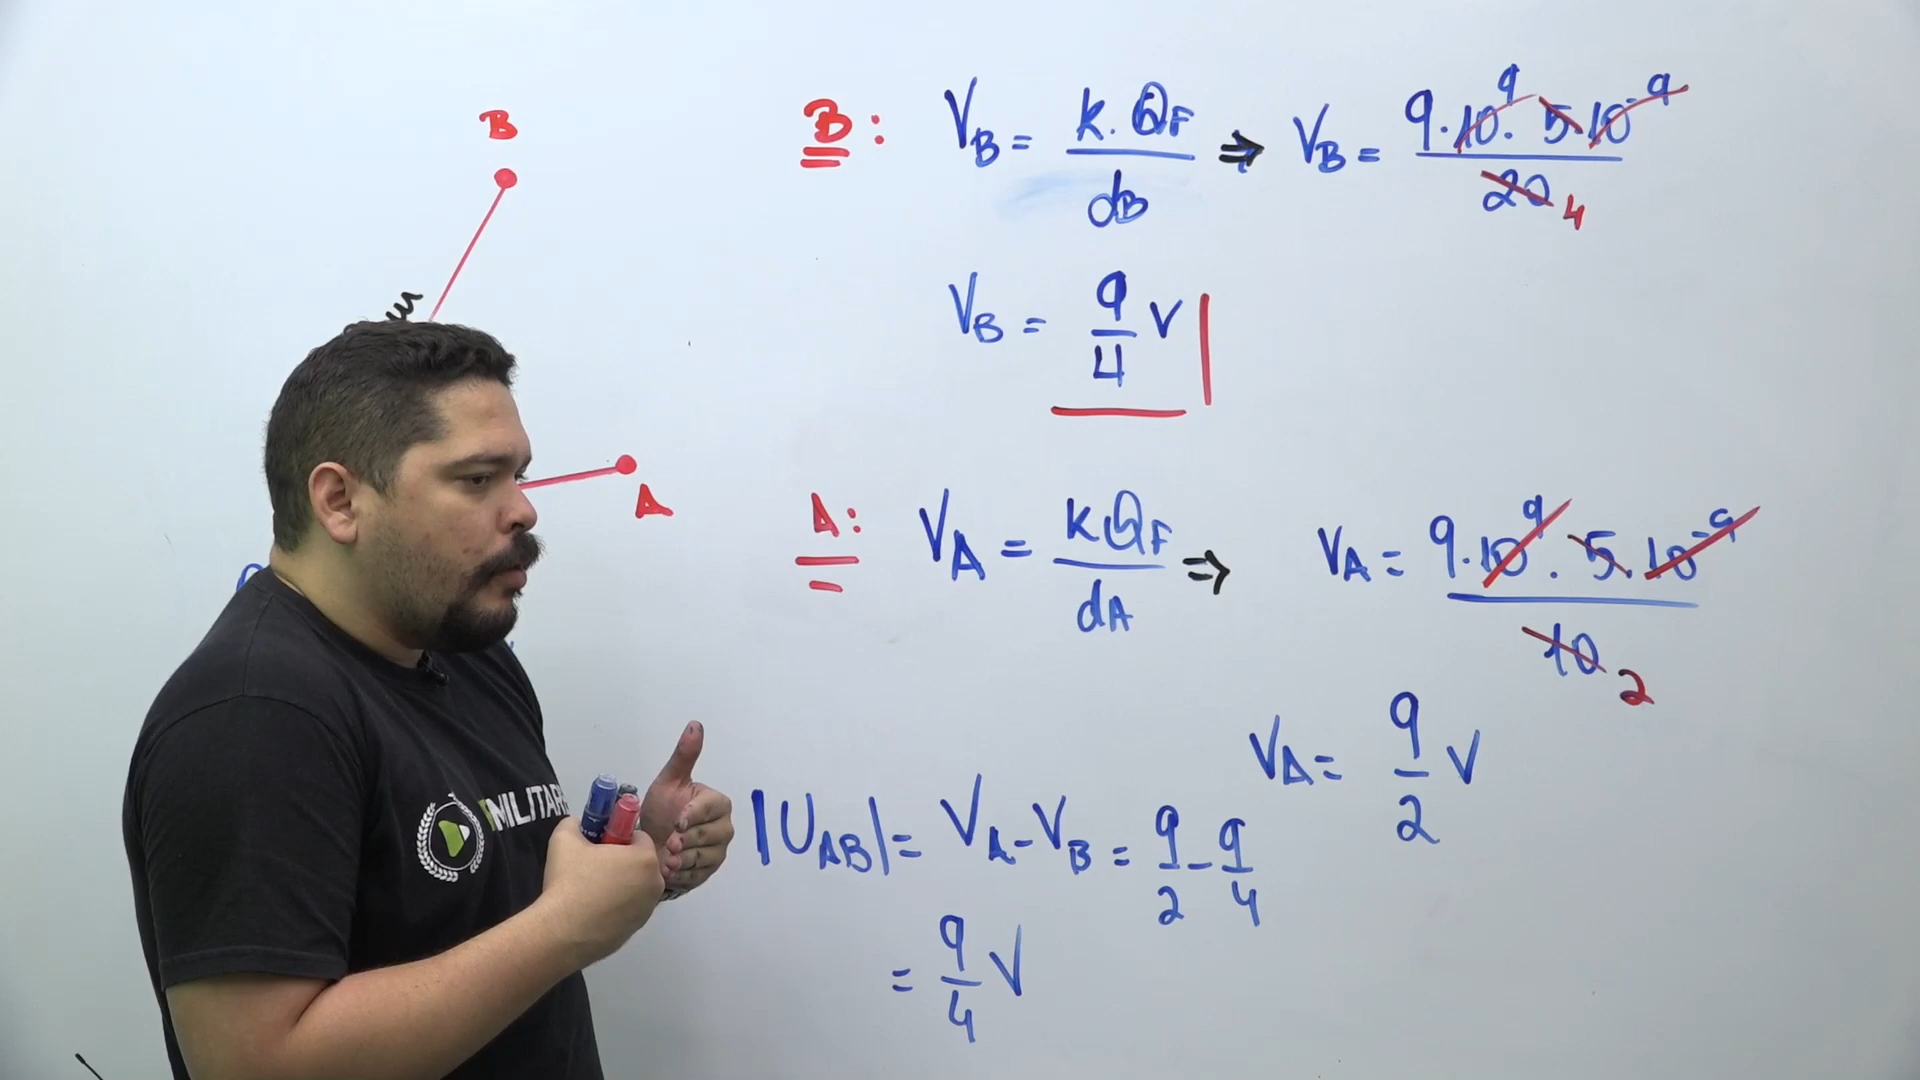 B
B: V_B = k.Q_F / d_B ⇒ V_B = 9.10^9. 5.10^-9 / 20 4
V_B = 9/4 V
A
A: V_A = kQ_F / d_A ⇒ V_A = 9.10^9. 5.10^-9 / 10 2
V_A = 9/2 V
|U_AB| = V_A - V_B = 9/2 - 9/4
= 9/4 V
MILITAR